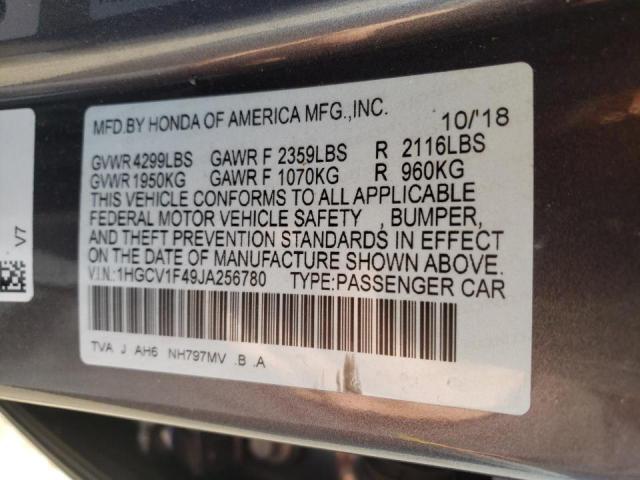 MFD.BY HONDA OF AMERICA MFG.,INC. 10/'18
GVWR 4299LBS GAWR F 2359LBS R 2116LBS
GVWR 1950KG GAWR F 1070KG R 960KG
THIS VEHICLE CONFORMS TO ALL APPLICABLE
FEDERAL MOTOR VEHICLE SAFETY , BUMPER,
AND THEFT PREVENTION STANDARDS IN EFFECT
ON THE DATE OF MANUFACTURE SHOWN ABOVE.
V.I.N.:1HGCV1F49JA256780 TYPE:PASSENGER CAR
TVA J AH6 NH797MV .B .A
V7